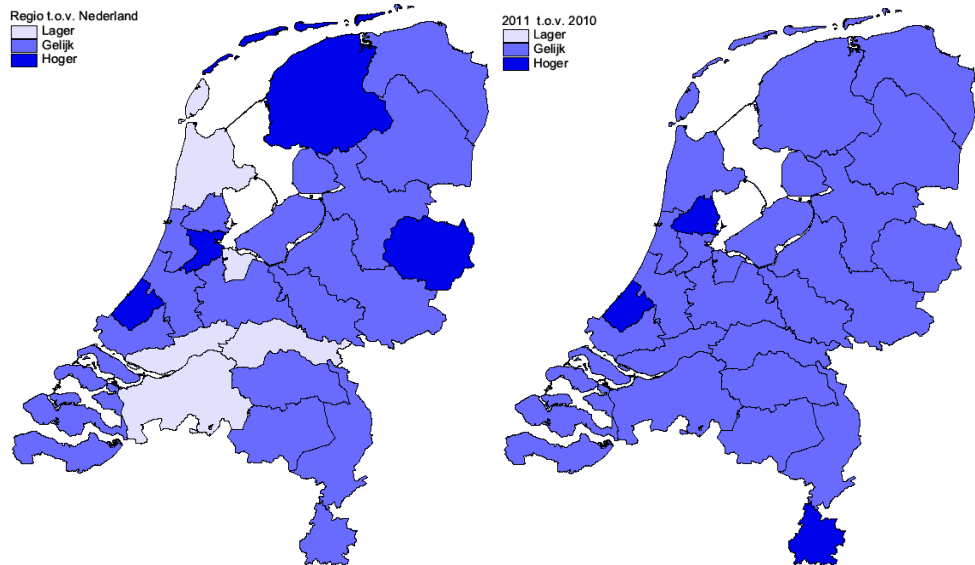 Regio t.o.v. Nederland
Lager
Gelijk
Hoger
2011 t.o.v. 2010
Lager
Gelijk
Hoger